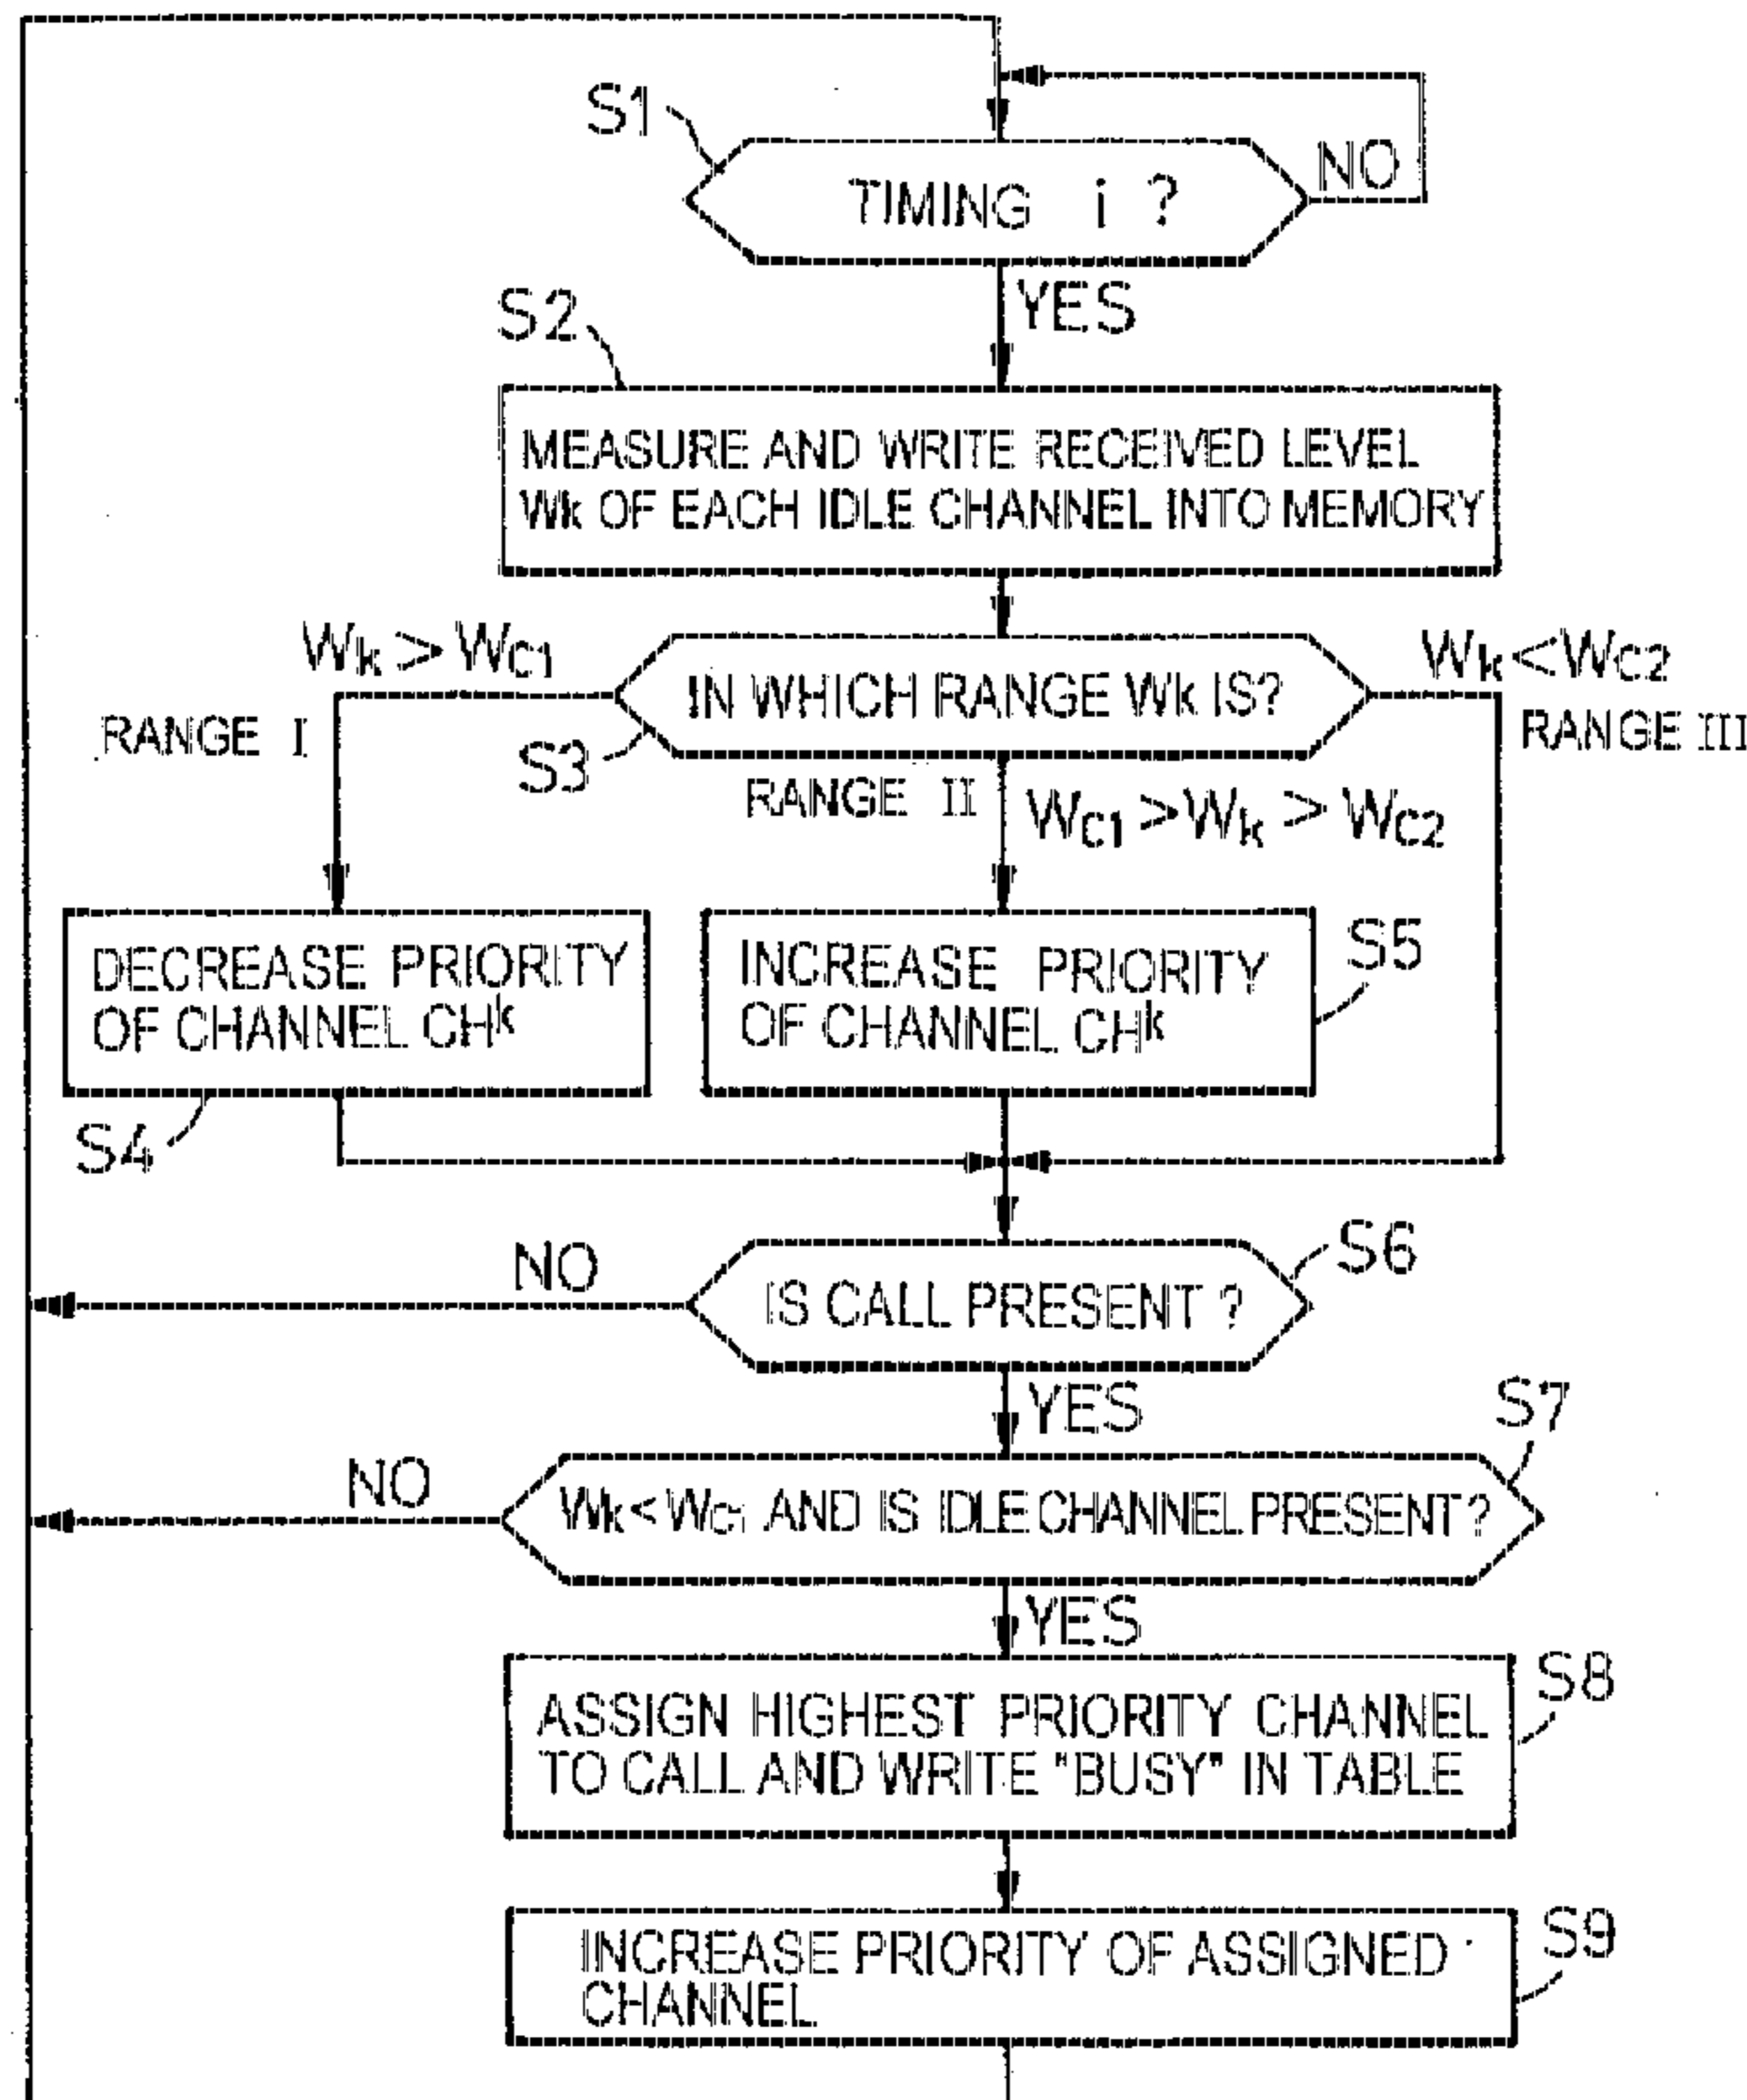 S1
TIMING i ?
NO
YES
S2
MEASURE AND WRITE RECEIVED LEVEL
Wk OF EACH IDLE CHANNEL INTO MEMORY
Wk > WC1
IN WHICH RANGE Wk IS?
Wk < WC2
RANGE I
RANGE III
S3
RANGE II
WC1 > Wk > WC2
DECREASE PRIORITY
OF CHANNEL CHk
S4
INCREASE PRIORITY
OF CHANNEL CHk
S5
NO
IS CALL PRESENT ?
S6
YES
S7
NO
Wk < WC1 AND IS IDLE CHANNEL PRESENT ?
YES
ASSIGN HIGHEST PRIORITY CHANNEL
TO CALL AND WRITE "BUSY" IN TABLE
S8
INCREASE PRIORITY OF ASSIGNED
CHANNEL
S9